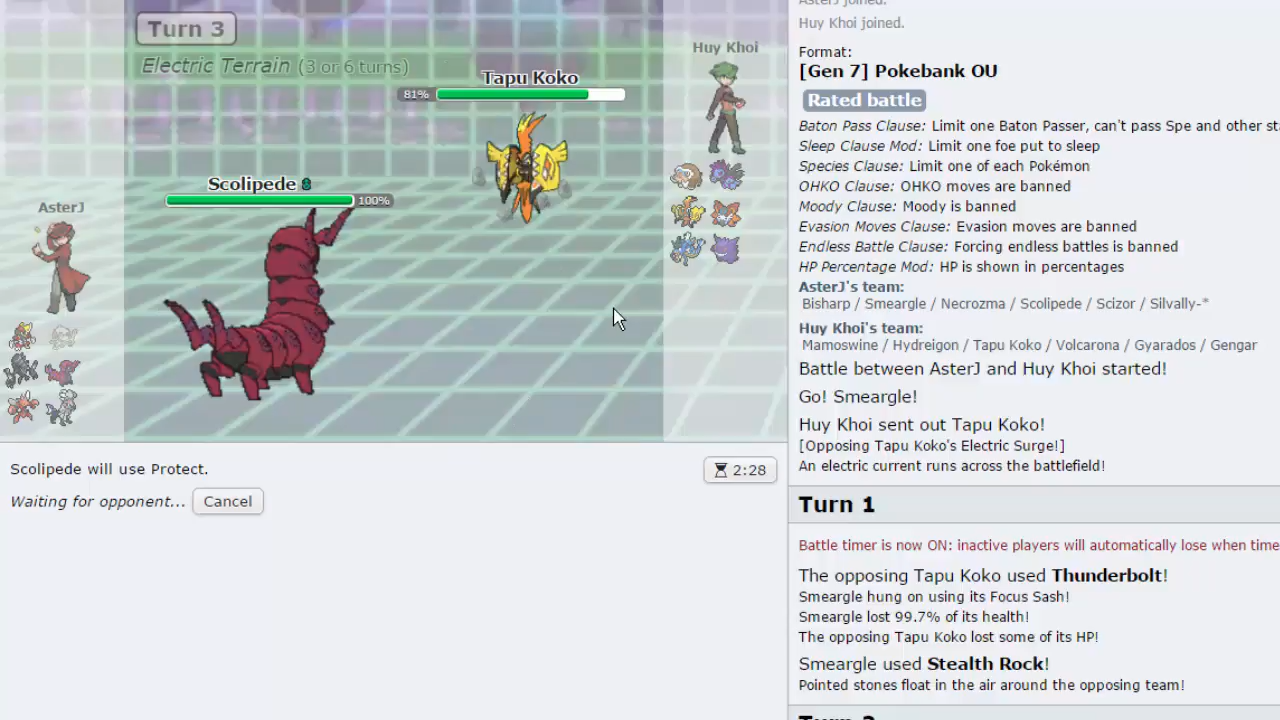 Turn 3
Electric Terrain (3 or 6 turns)
Tapu Koko
81%
Huy Khoi
Scolipede
100%
AsterJ
Scolipede will use Protect.
2:28
Waiting for opponent... Cancel
AsterJ joined.
Huy Khoi joined.
Format:
[Gen 7] Pokebank OU
Rated battle
Baton Pass Clause: Limit one Baton Passer, can't pass Spe and other
Sleep Clause Mod: Limit one foe put to sleep
Species Clause: Limit one of each Pokémon
OHKO Clause: OHKO moves are banned
Moody Clause: Moody is banned
Evasion Moves Clause: Evasion moves are banned
Endless Battle Clause: Forcing endless battles is banned
HP Percentage Mod: HP is shown in percentages
AsterJ's team:
Bisharp / Smeargle / Necrozma / Scolipede / Scizor / Silvally-*
Huy Khoi's team:
Mamoswine / Hydreigon / Tapu Koko / Volcarona / Gyarados / Gengar
Battle between AsterJ and Huy Khoi started!
Go! Smeargle!
Huy Khoi sent out Tapu Koko!
[Opposing Tapu Koko's Electric Surge!]
An electric current runs across the battlefield!
Turn 1
Battle timer is now ON: inactive players will automatically lose when time
The opposing Tapu Koko used Thunderbolt!
Smeargle hung on using its Focus Sash!
Smeargle lost 99.7% of its health!
The opposing Tapu Koko lost some of its HP!
Smeargle used Stealth Rock!
Pointed stones float in the air around the opposing team!